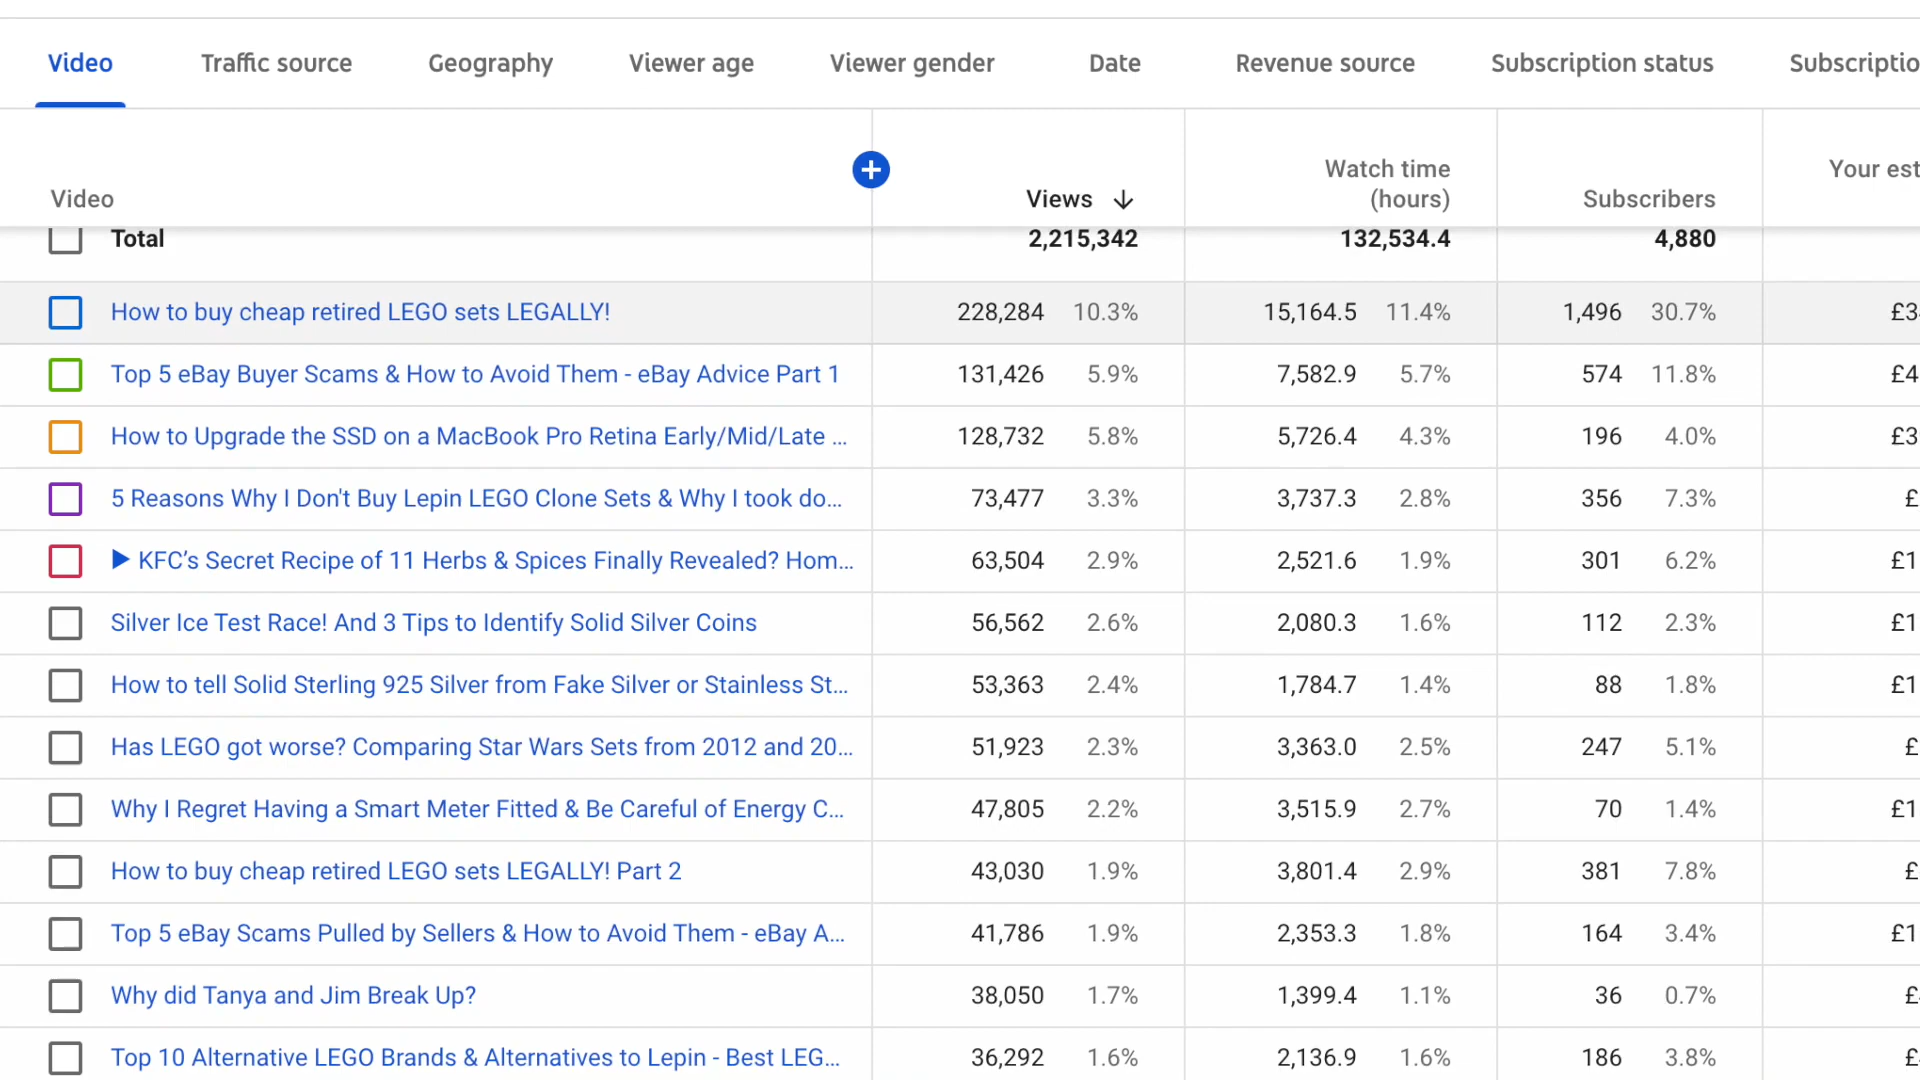 Video Traffic source Geography Viewer age Viewer gender Date Revenue source Subscription status Subscriptio
Video Views Watch time (hours) Subscribers Your est
Total 2,215,342 132,534.4 4,880
How to buy cheap retired LEGO sets LEGALLY! 228,284 10.3% 15,164.5 11.4% 1,496 30.7% £3
Top 5 eBay Buyer Scams & How to Avoid Them - eBay Advice Part 1 131,426 5.9% 7,582.9 5.7% 574 11.8% £4
How to Upgrade the SSD on a MacBook Pro Retina Early/Mid/Late ... 128,732 5.8% 5,726.4 4.3% 196 4.0% £3
5 Reasons Why I Don't Buy Lepin LEGO Clone Sets & Why I took do... 73,477 3.3% 3,737.3 2.8% 356 7.3% £
KFC’s Secret Recipe of 11 Herbs & Spices Finally Revealed? Hom... 63,504 2.9% 2,521.6 1.9% 301 6.2% £1
Silver Ice Test Race! And 3 Tips to Identify Solid Silver Coins 56,562 2.6% 2,080.3 1.6% 112 2.3% £1
How to tell Solid Sterling 925 Silver from Fake Silver or Stainless St... 53,363 2.4% 1,784.7 1.4% 88 1.8% £1
Has LEGO got worse? Comparing Star Wars Sets from 2012 and 20... 51,923 2.3% 3,363.0 2.5% 247 5.1% £
Why I Regret Having a Smart Meter Fitted & Be Careful of Energy C... 47,805 2.2% 3,515.9 2.7% 70 1.4% £1
How to buy cheap retired LEGO sets LEGALLY! Part 2 43,030 1.9% 3,801.4 2.9% 381 7.8% £
Top 5 eBay Scams Pulled by Sellers & How to Avoid Them - eBay A... 41,786 1.9% 2,353.3 1.8% 164 3.4% £1
Why did Tanya and Jim Break Up? 38,050 1.7% 1,399.4 1.1% 36 0.7% £
Top 10 Alternative LEGO Brands & Alternatives to Lepin - Best LEG... 36,292 1.6% 2,136.9 1.6% 186 3.8% £